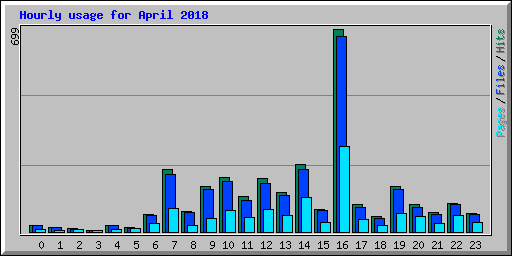 Hourly usage for April 2018
699
Pages/Files/Hits
0 1 2 3 4 5 6 7 8 9 10 11 12 13 14 15 16 17 18 19 20 21 22 23